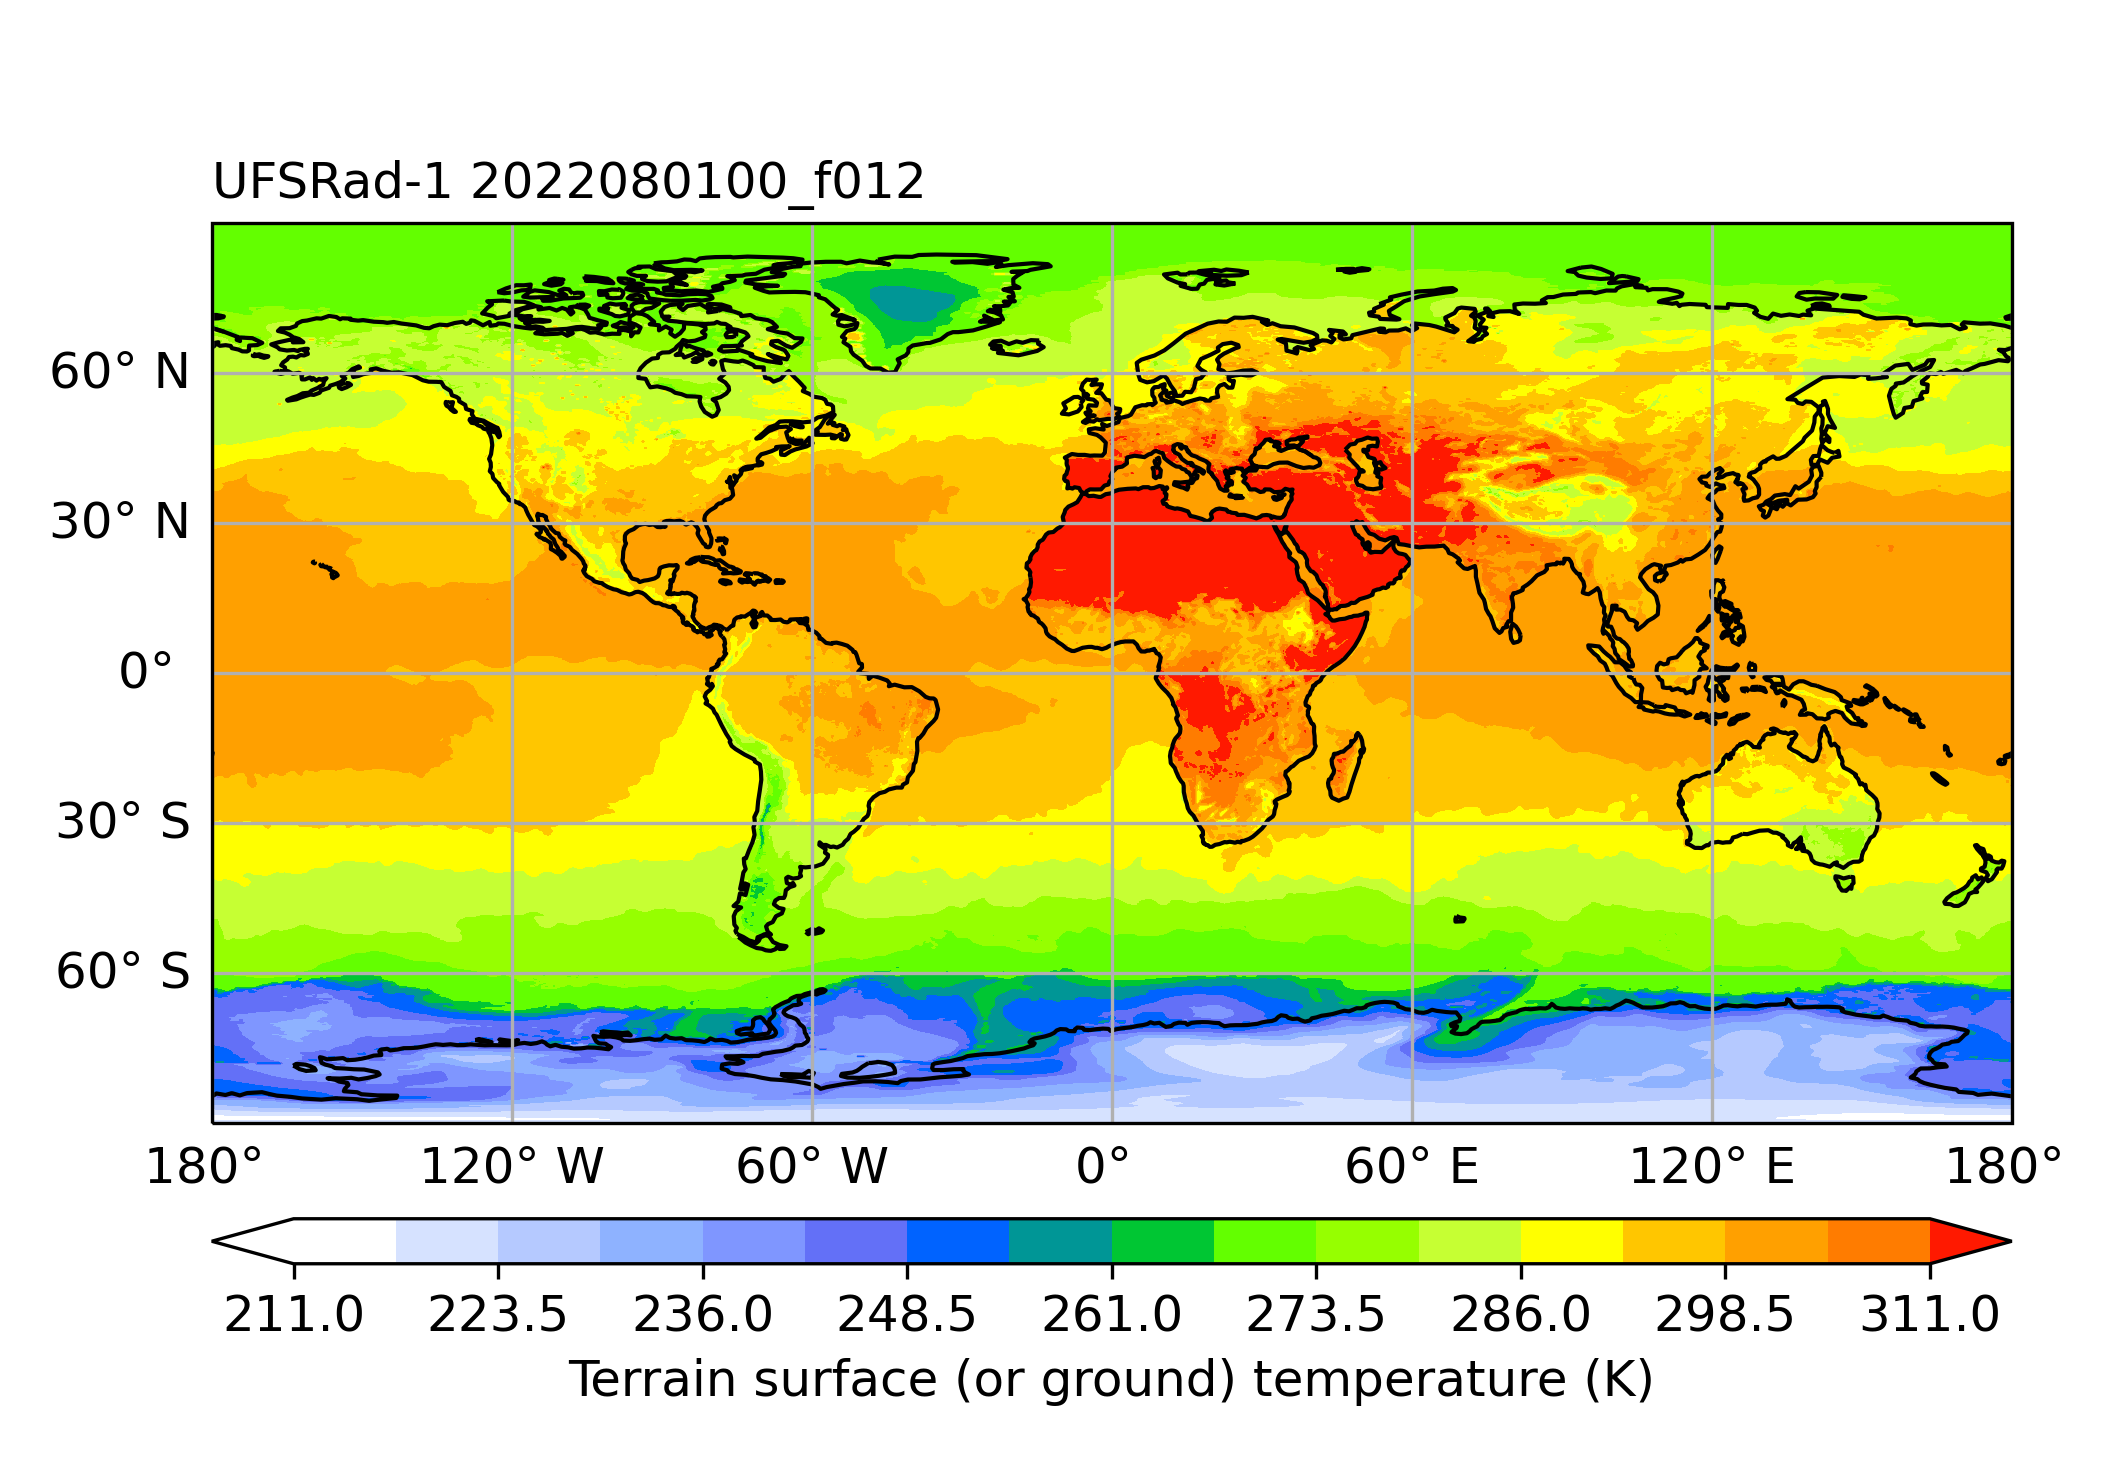 UFSRad-1 2022080100_f012
60° N
30° N
0°
30° S
60° S
180° 120° W 60° W 0° 60° E 120° E 180°
211.0 223.5 236.0 248.5 261.0 273.5 286.0 298.5 311.0
Terrain surface (or ground) temperature (K)